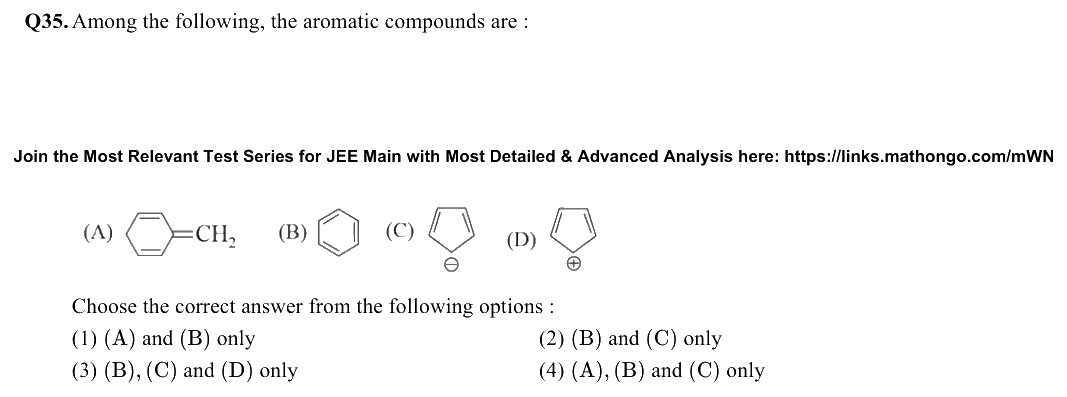 Q35. Among the following, the aromatic compounds are :
Join the Most Relevant Test Series for JEE Main with Most Detailed & Advanced Analysis here: https://links.mathongo.com/mWN
(A) =CH₂ (B) (C) ⊖ (D) ⊕
Choose the correct answer from the following options :
(1) (A) and (B) only (2) (B) and (C) only
(3) (B), (C) and (D) only (4) (A), (B) and (C) only